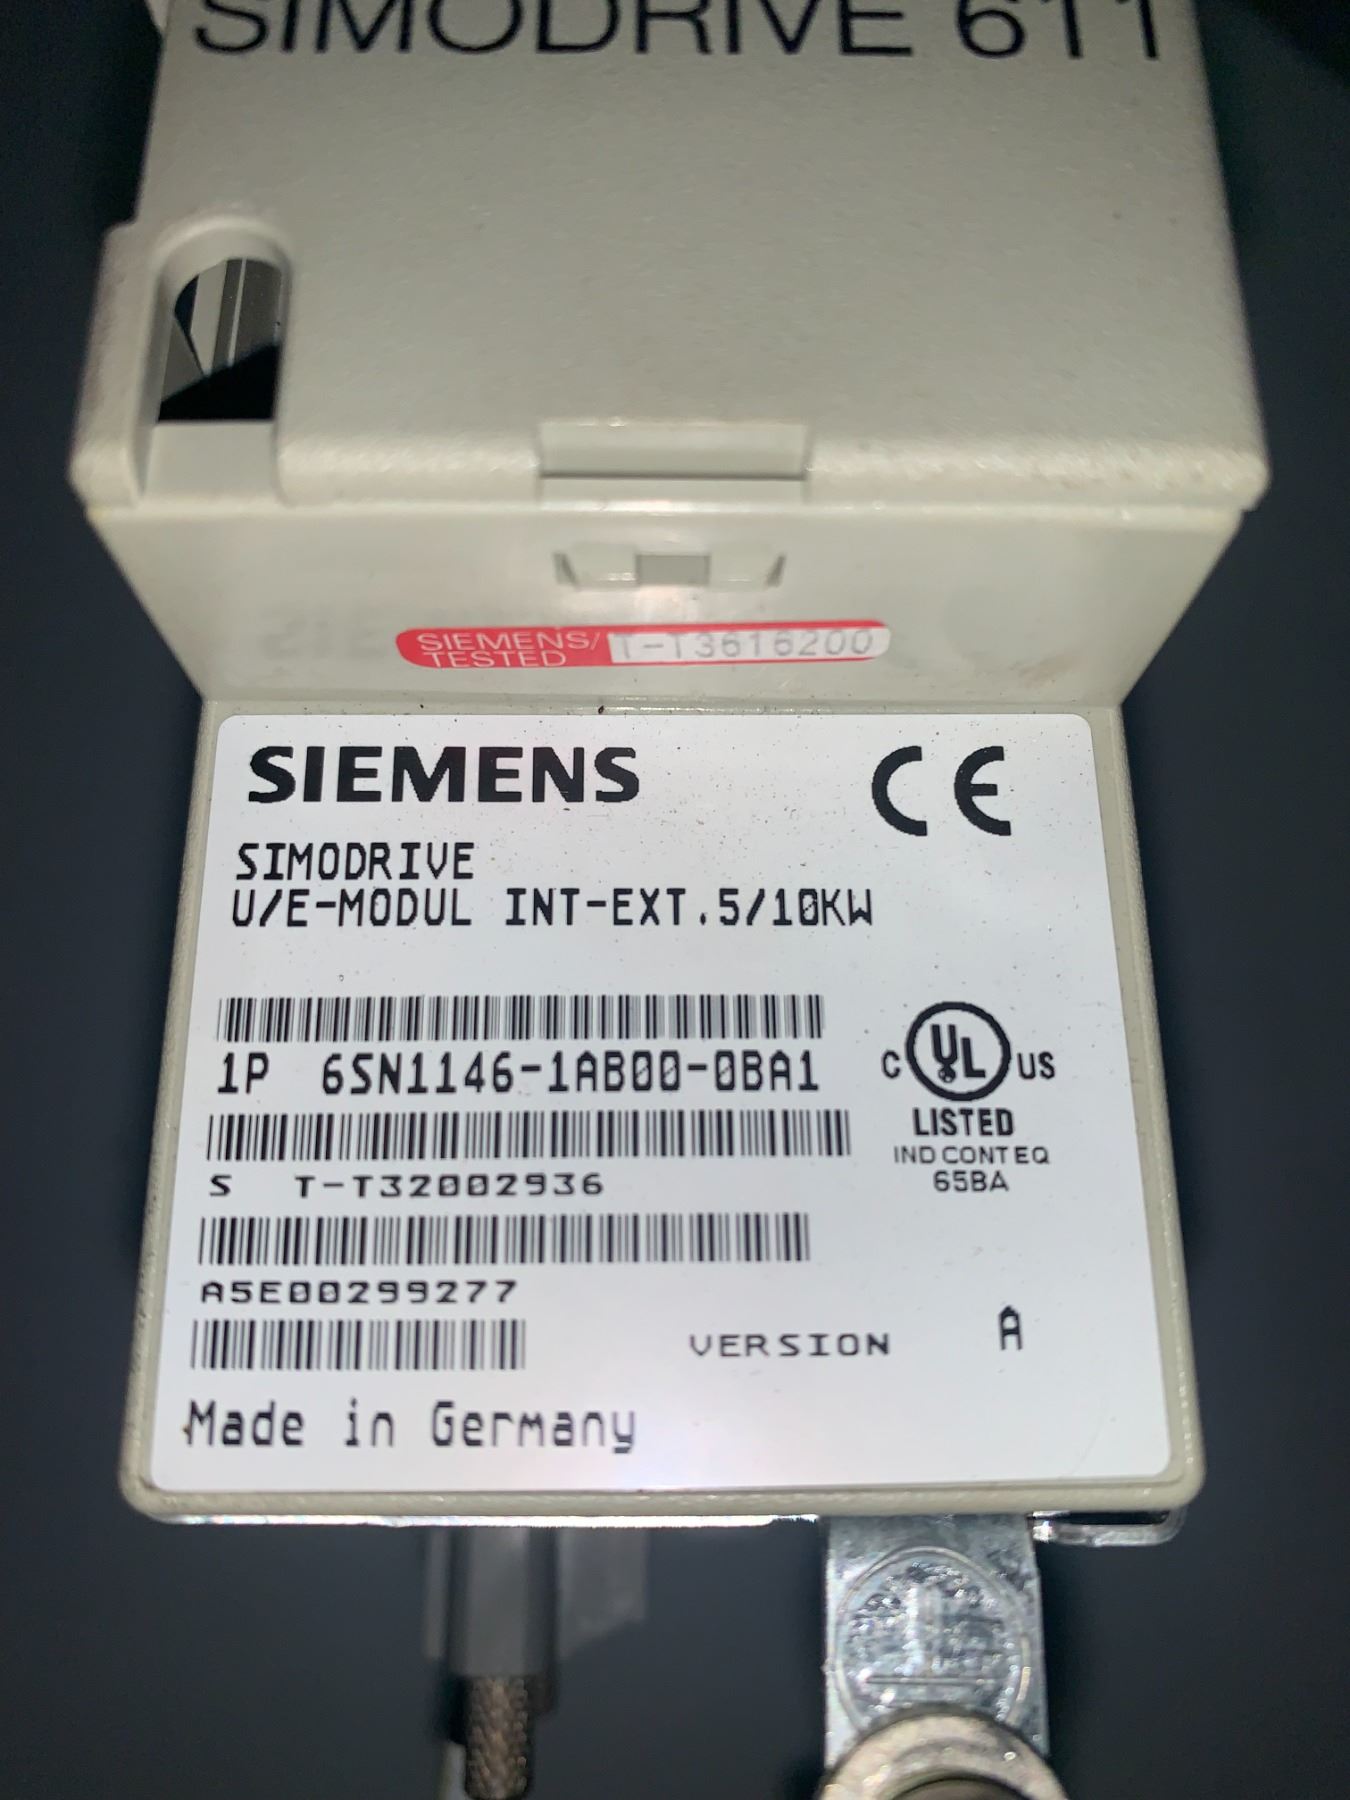 SIMODRIVE 611
SIEMENS/
TESTED
T-T3616200
SIEMENS
CE
SIMODRIVE
U/E-MODUL INT-EXT.5/10KW
1P 6SN1146-1AB00-0BA1
C UL US
LISTED
IND CONT EQ
65BA
S T-T32002936
A5E00299277
VERSION A
Made in Germany